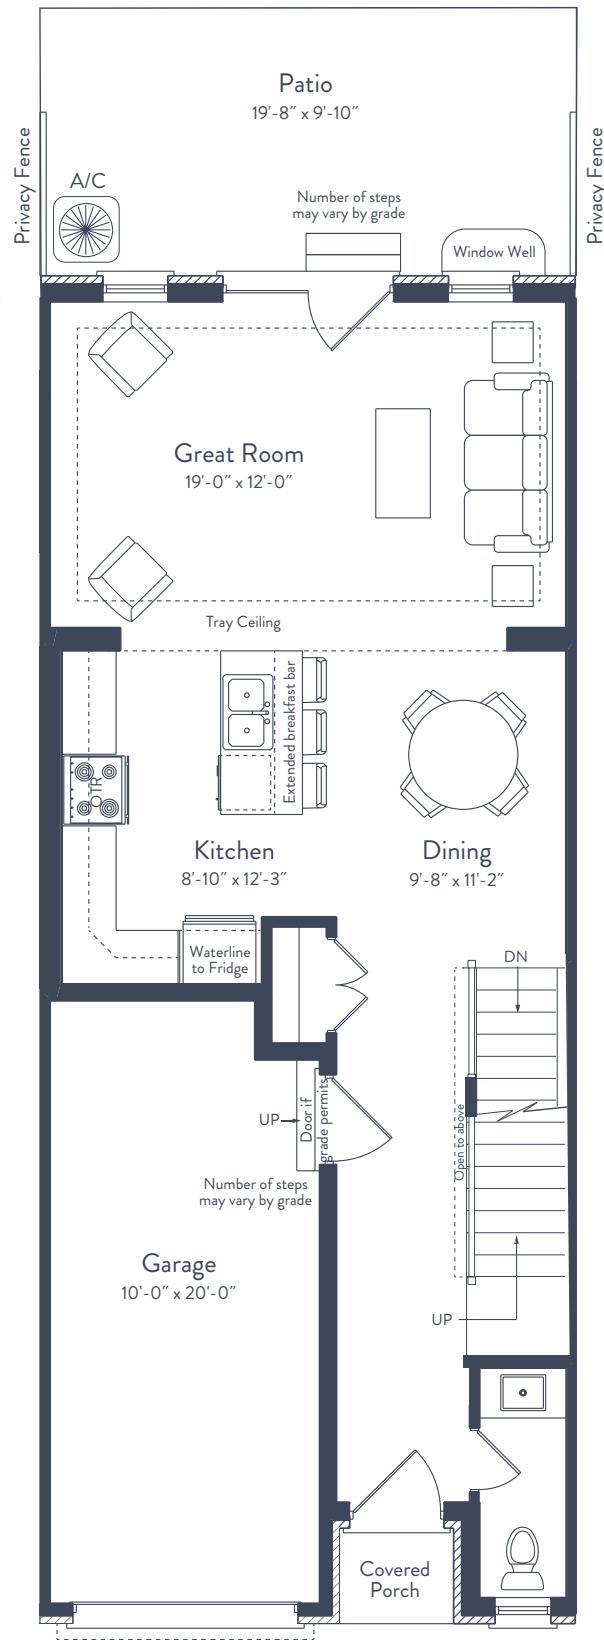 Patio
19'-8" x 9'-10"
Privacy Fence
Privacy Fence
A/C
Number of steps
may vary by grade
Window Well
Great Room
19'-0" x 12'-0"
Tray Ceiling
Extended breakfast bar
Kitchen
8'-10" x 12'-3"
Dining
9'-8" x 11'-2"
Waterline
to Fridge
DN
UP
Door if
grade permits
Open to above
Number of steps
may vary by grade
Garage
10'-0" x 20'-0"
UP
Covered
Porch